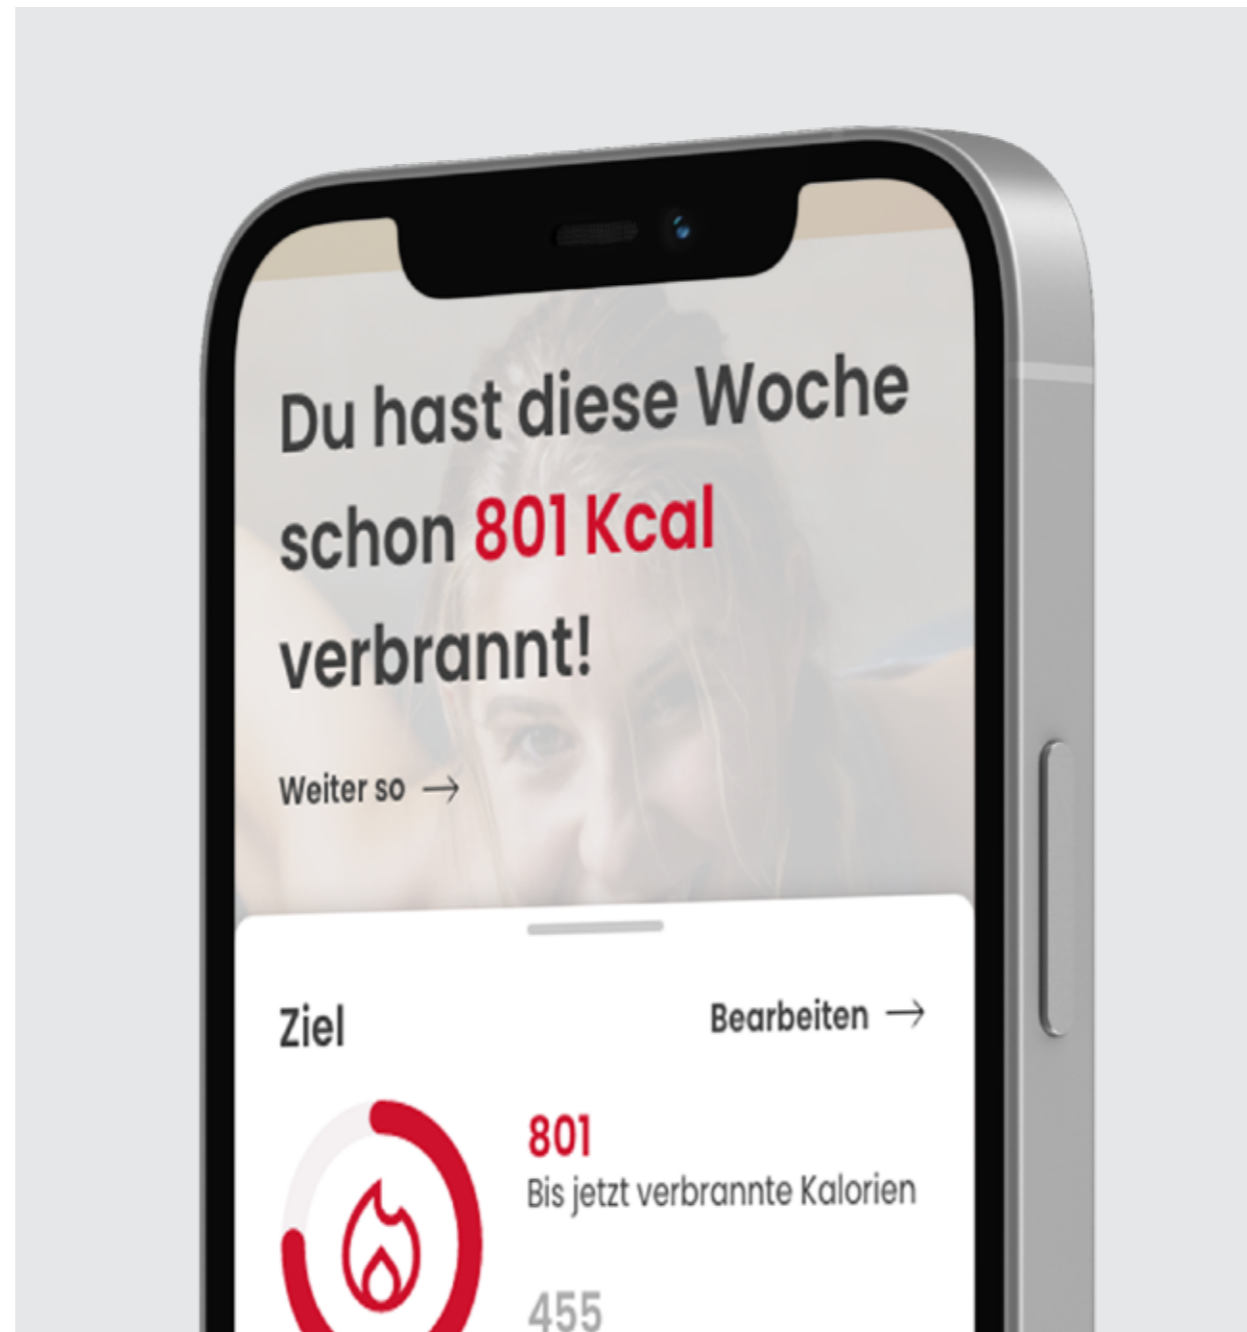 Du hast diese Woche
schon 801 Kcal
verbrannt!
Weiter so →
Ziel
Bearbeiten →
801
Bis jetzt verbrannte Kalorien
455